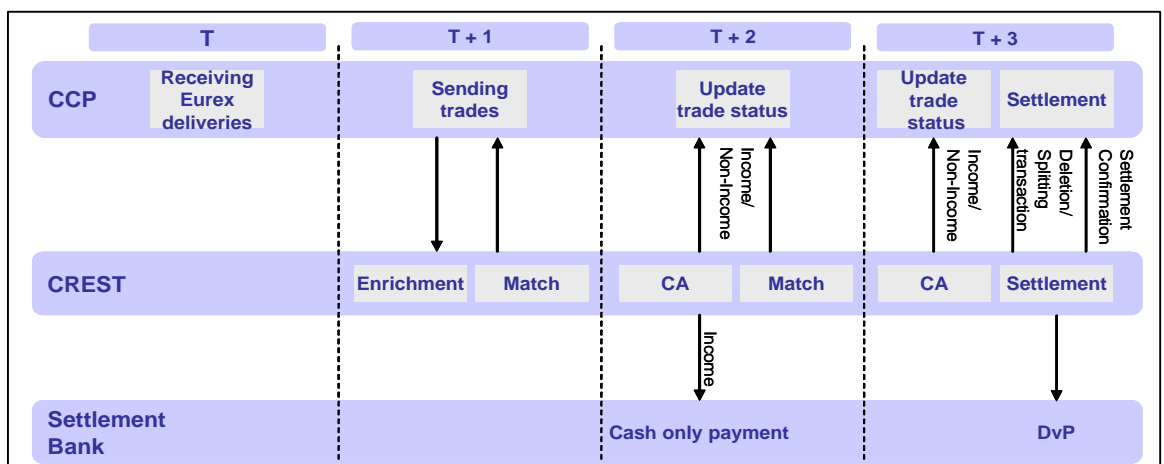 T
T + 1
T + 2
T + 3
CCP
Receiving
Eurex
deliveries
Sending
trades
Update
trade status
Update
trade
status
Settlement
Income/
Non-Income
Income/
Non-Income
Deletion/
Splitting
transaction
Settlement
Confirmation
CREST
Enrichment
Match
CA
Match
CA
Settlement
Income
Settlement
Bank
Cash only payment
DvP